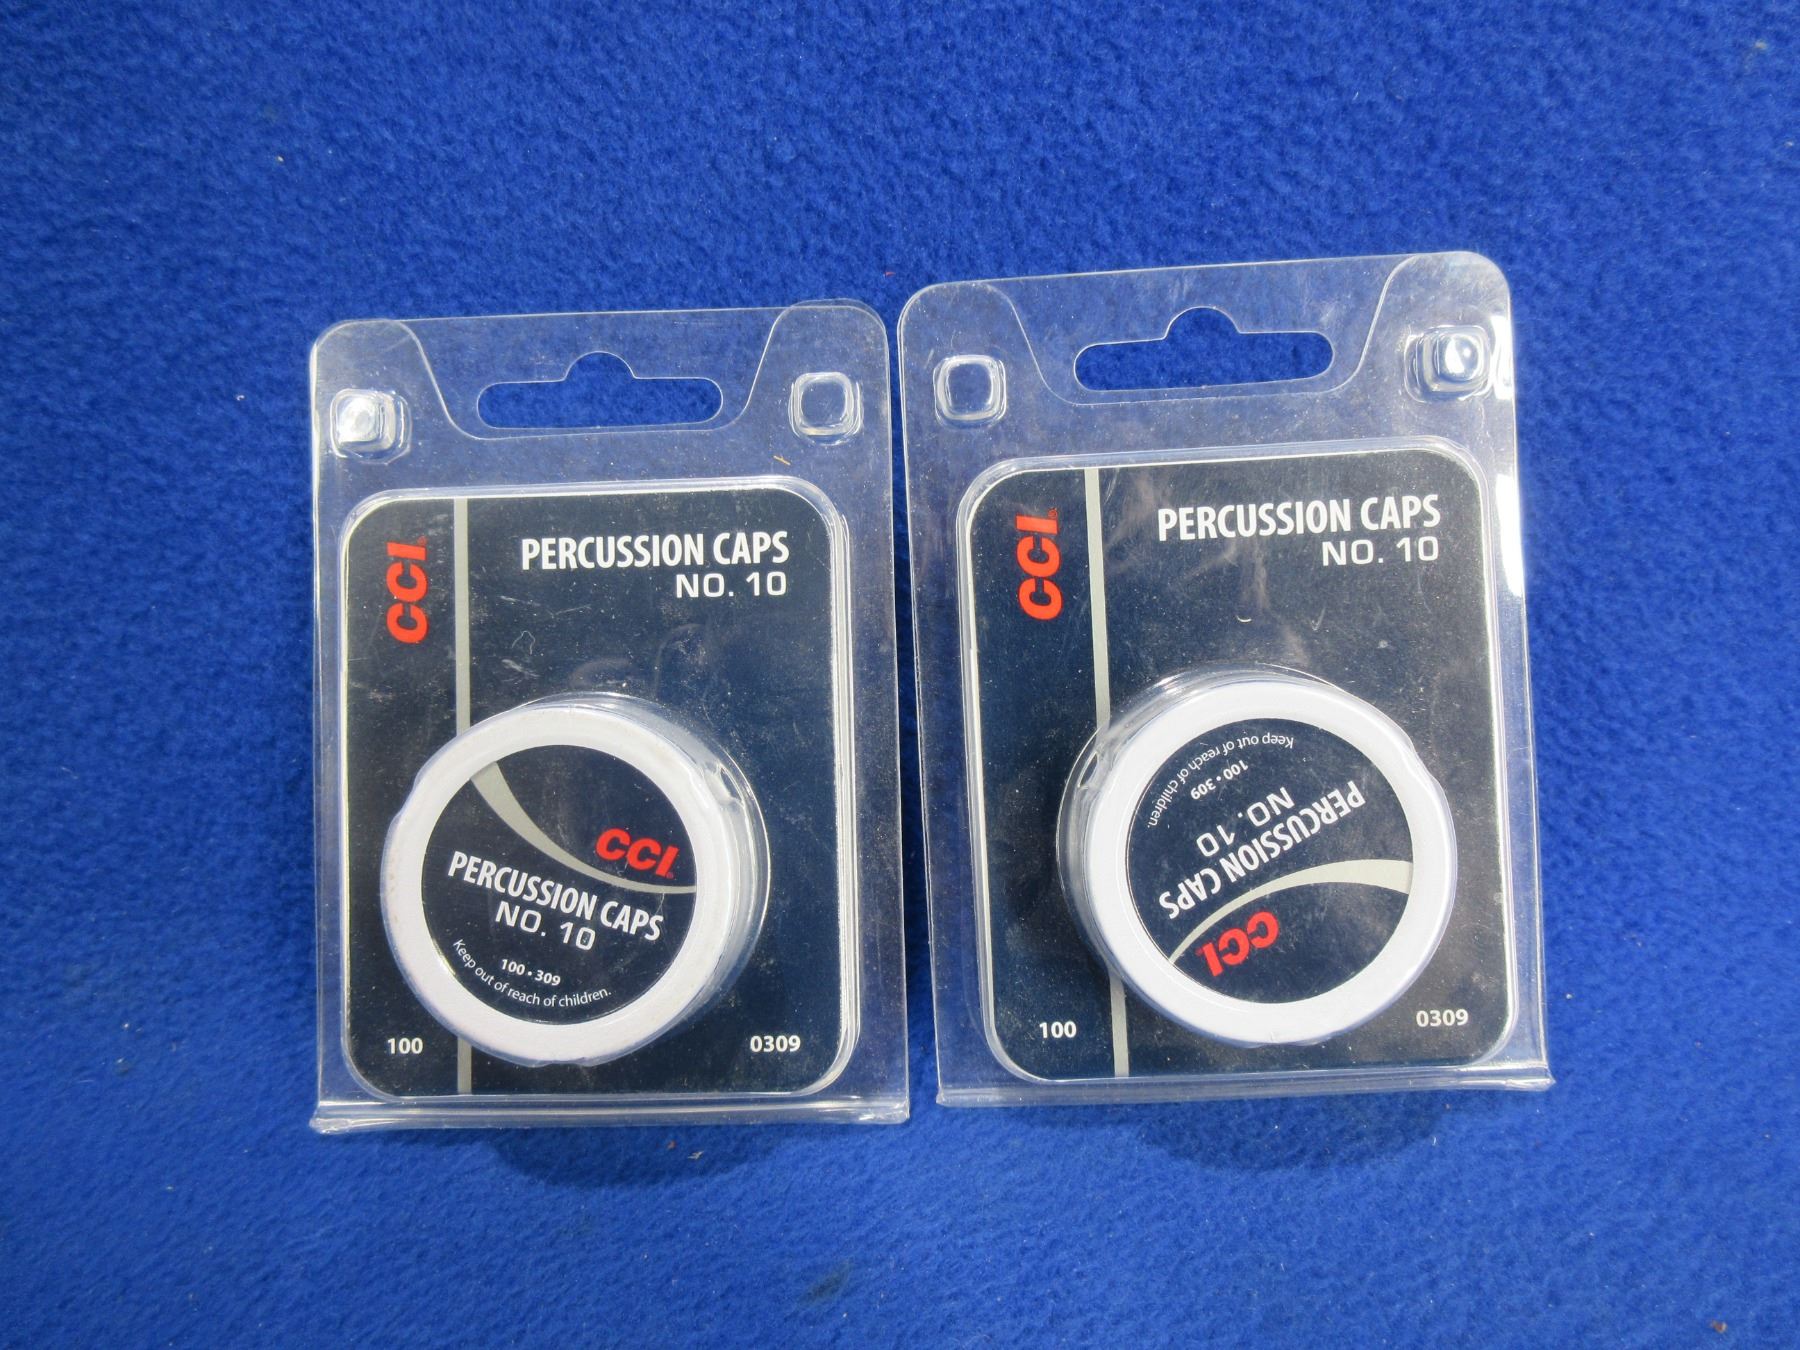 CCI®
PERCUSSION CAPS
NO. 10
CCI®
PERCUSSION CAPS
NO. 10
100 • 309
Keep out of reach of children.
100
0309
CCI®
PERCUSSION CAPS
NO. 10
CCI®
PERCUSSION CAPS
NO. 10
100 • 309
Keep out of reach of children.
100
0309